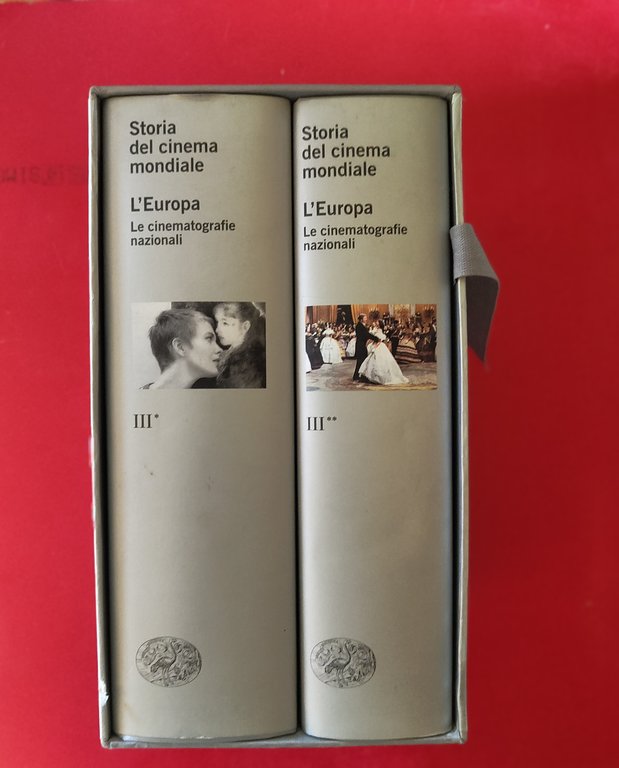 Storia
del cinema
mondiale
L'Europa
Le cinematografie
nazionali
III*
Storia
del cinema
mondiale
L'Europa
Le cinematografie
nazionali
III**